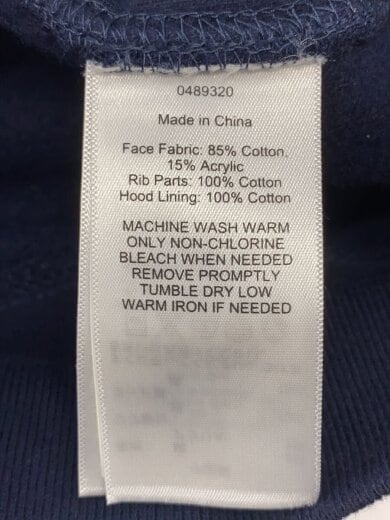 0489320
Made in China
Face Fabric: 85% Cotton,
15% Acrylic
Rib Parts: 100% Cotton
Hood Lining: 100% Cotton
MACHINE WASH WARM
ONLY NON-CHLORINE
BLEACH WHEN NEEDED
REMOVE PROMPTLY
TUMBLE DRY LOW
WARM IRON IF NEEDED